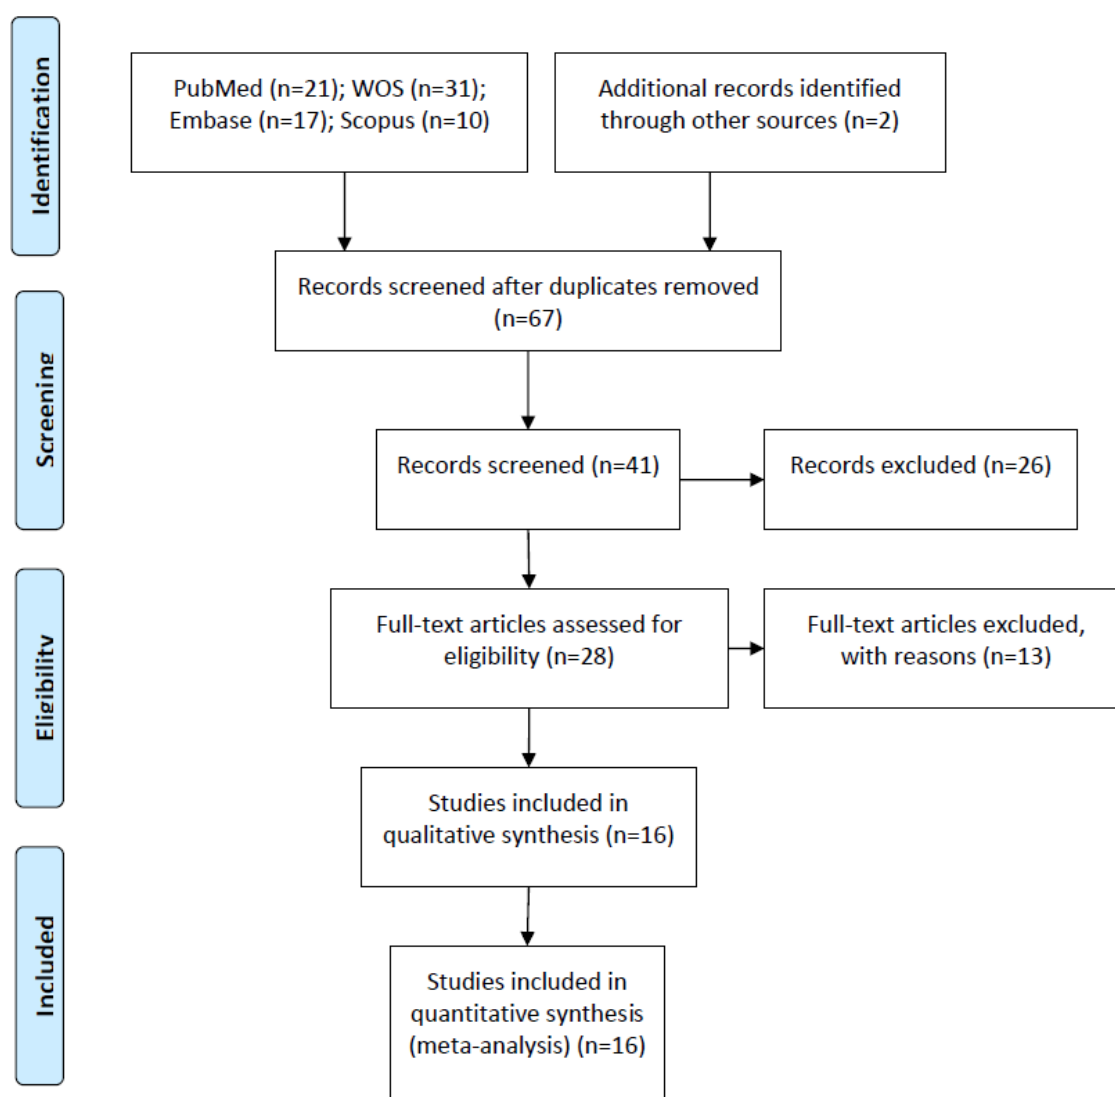 Identification
PubMed (n=21); WOS (n=31);
Embase (n=17); Scopus (n=10)
Additional records identified
through other sources (n=2)
Records screened after duplicates removed
(n=67)
Screening
Records screened (n=41)
Records excluded (n=26)
Eligibility
Full-text articles assessed for
eligibility (n=28)
Full-text articles excluded,
with reasons (n=13)
Studies included in
qualitative synthesis (n=16)
Included
Studies included in
quantitative synthesis
(meta-analysis) (n=16)